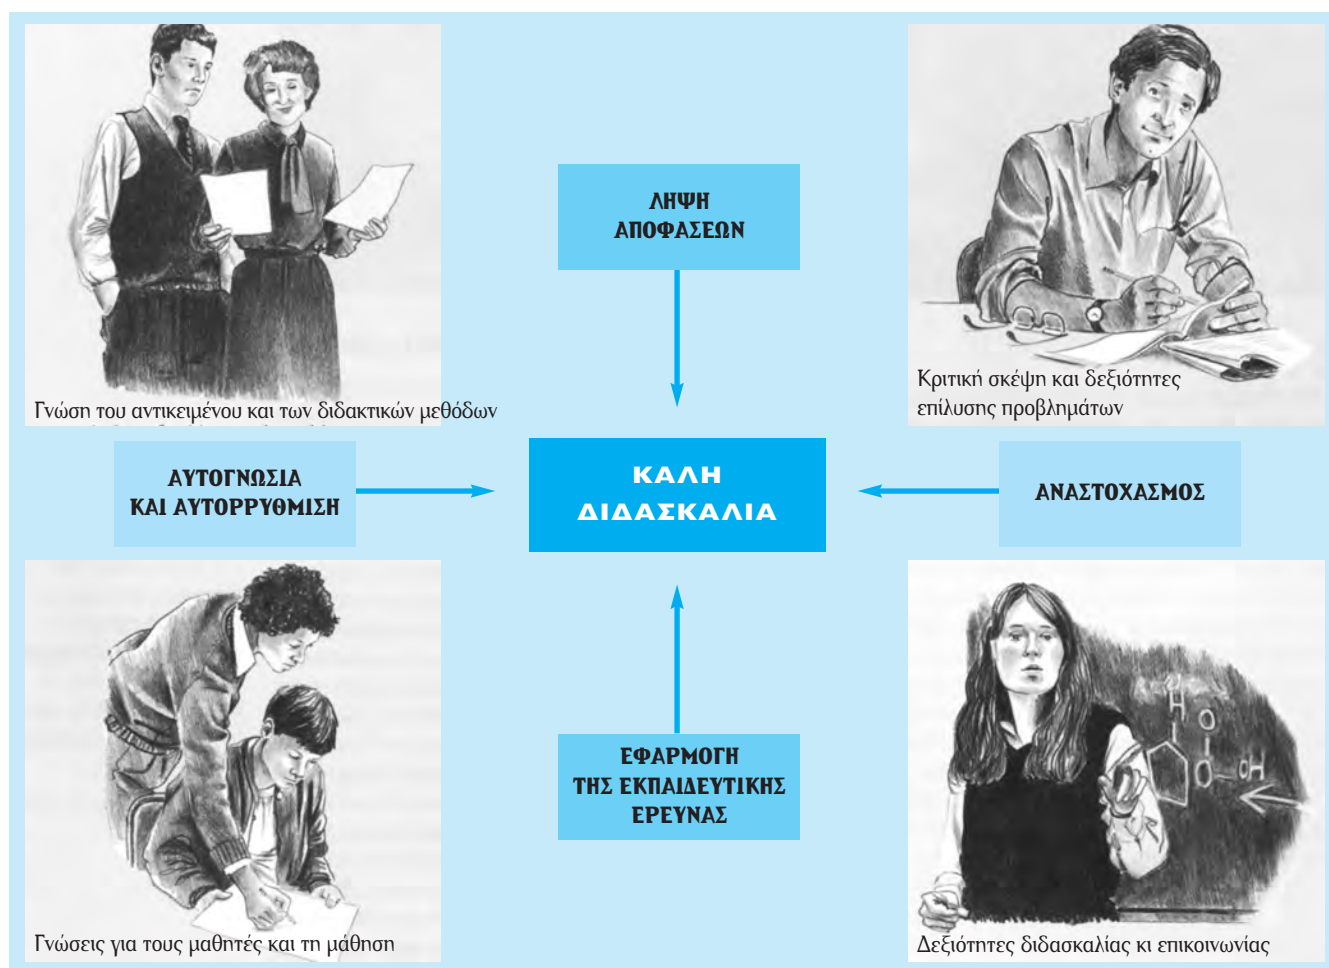 ΛΗΨΗ
ΑΠΟΦΑΣΕΩΝ
Γνώση του αντικειμένου και των διδακτικών μεθόδων
Κριτική σκέψη και δεξιότητες
επίλυσης προβλημάτων
ΑΥΤΟΓΝΩΣΙΑ
ΚΑΙ ΑΥΤΟΡΡΥΘΜΙΣΗ
ΚΑΛΗ
ΔΙΔΑΣΚΑΛΙΑ
ΑΝΑΣΤΟΧΑΣΜΟΣ
ΕΦΑΡΜΟΓΗ
ΤΗΣ ΕΚΠΑΙΔΕΥΤΙΚΗΣ
ΕΡΕΥΝΑΣ
H
O
O
OH
Γνώσεις για τους μαθητές και τη μάθηση
Δεξιότητες διδασκαλίας κι επικοινωνίας